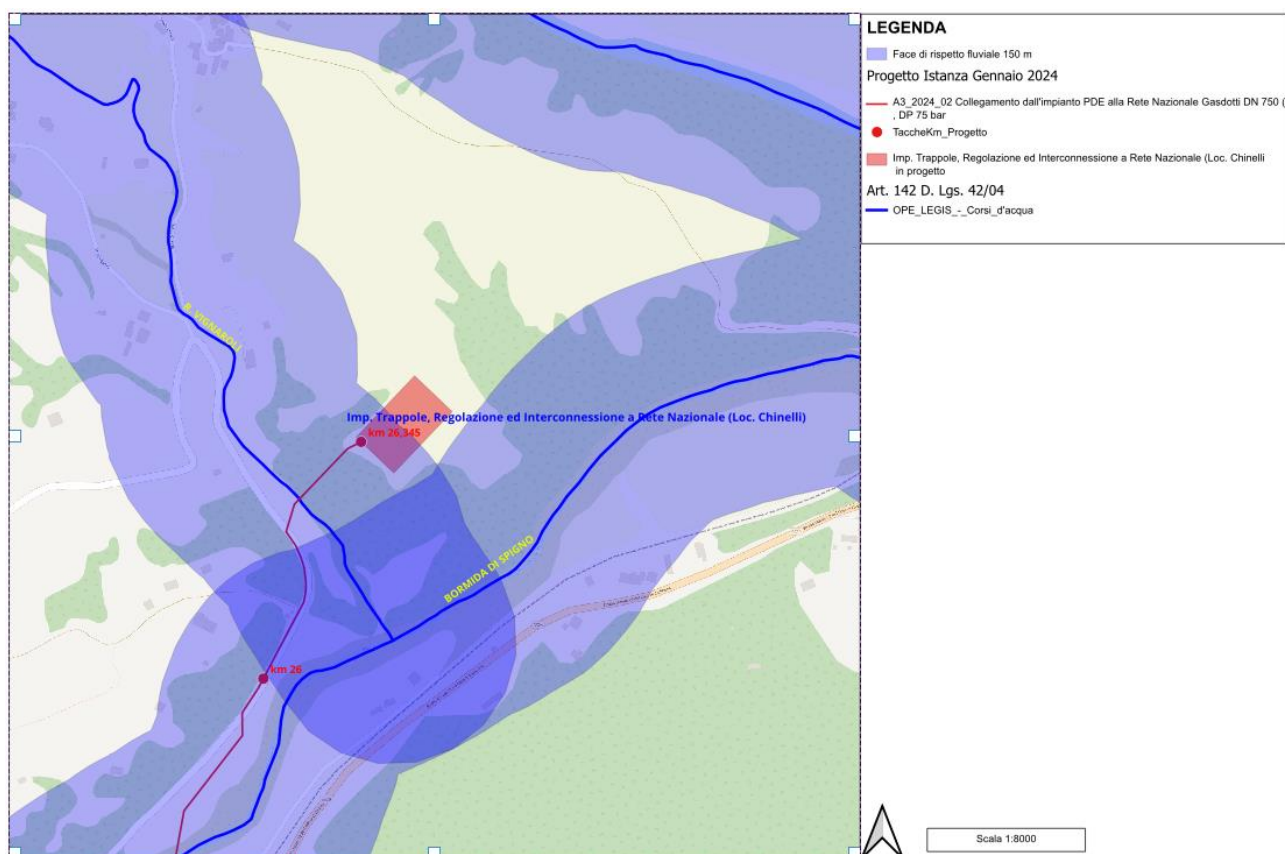 LEGENDA
Face di rispetto fluviale 150 m
Progetto Istanza Gennaio 2024
A3_2024_02 Collegamento dall'impianto PDE alla Rete Nazionale Gasdotti DN 750 (
, DP 75 bar
TaccheKm_Progetto
Imp. Trappole, Regolazione ed Interconnessione a Rete Nazionale (Loc. Chinelli
in progetto
Art. 142 D. Lgs. 42/04
OPE_LEGIS_-_Corsi_d'acqua
R. VIGNAROLI
Imp. Trappole, Regolazione ed Interconnessione a Rete Nazionale (Loc. Chinelli)
km 26,345
BORMIDA DI SPIGNO
km 26
Scala 1:8000